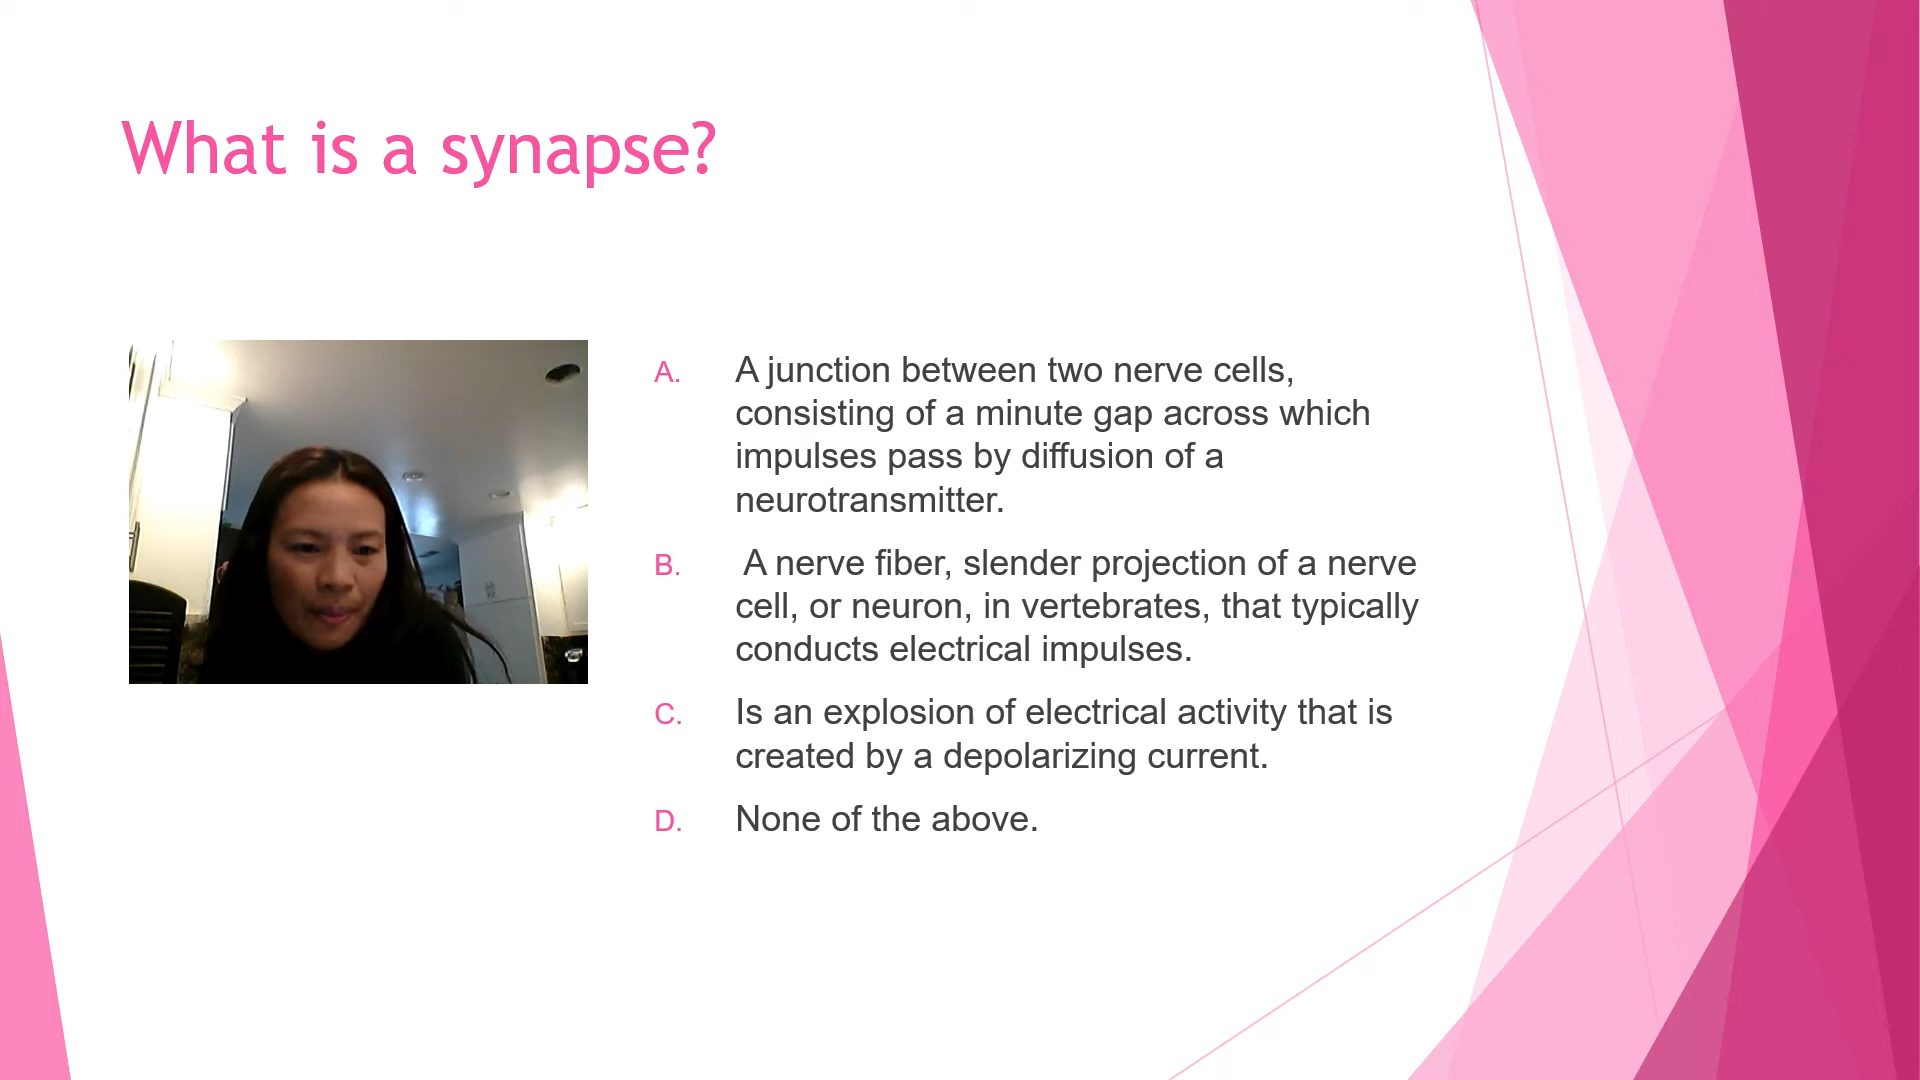 What is a synapse?
A. A junction between two nerve cells,
consisting of a minute gap across which
impulses pass by diffusion of a
neurotransmitter.
B. A nerve fiber, slender projection of a nerve
cell, or neuron, in vertebrates, that typically
conducts electrical impulses.
C. Is an explosion of electrical activity that is
created by a depolarizing current.
D. None of the above.